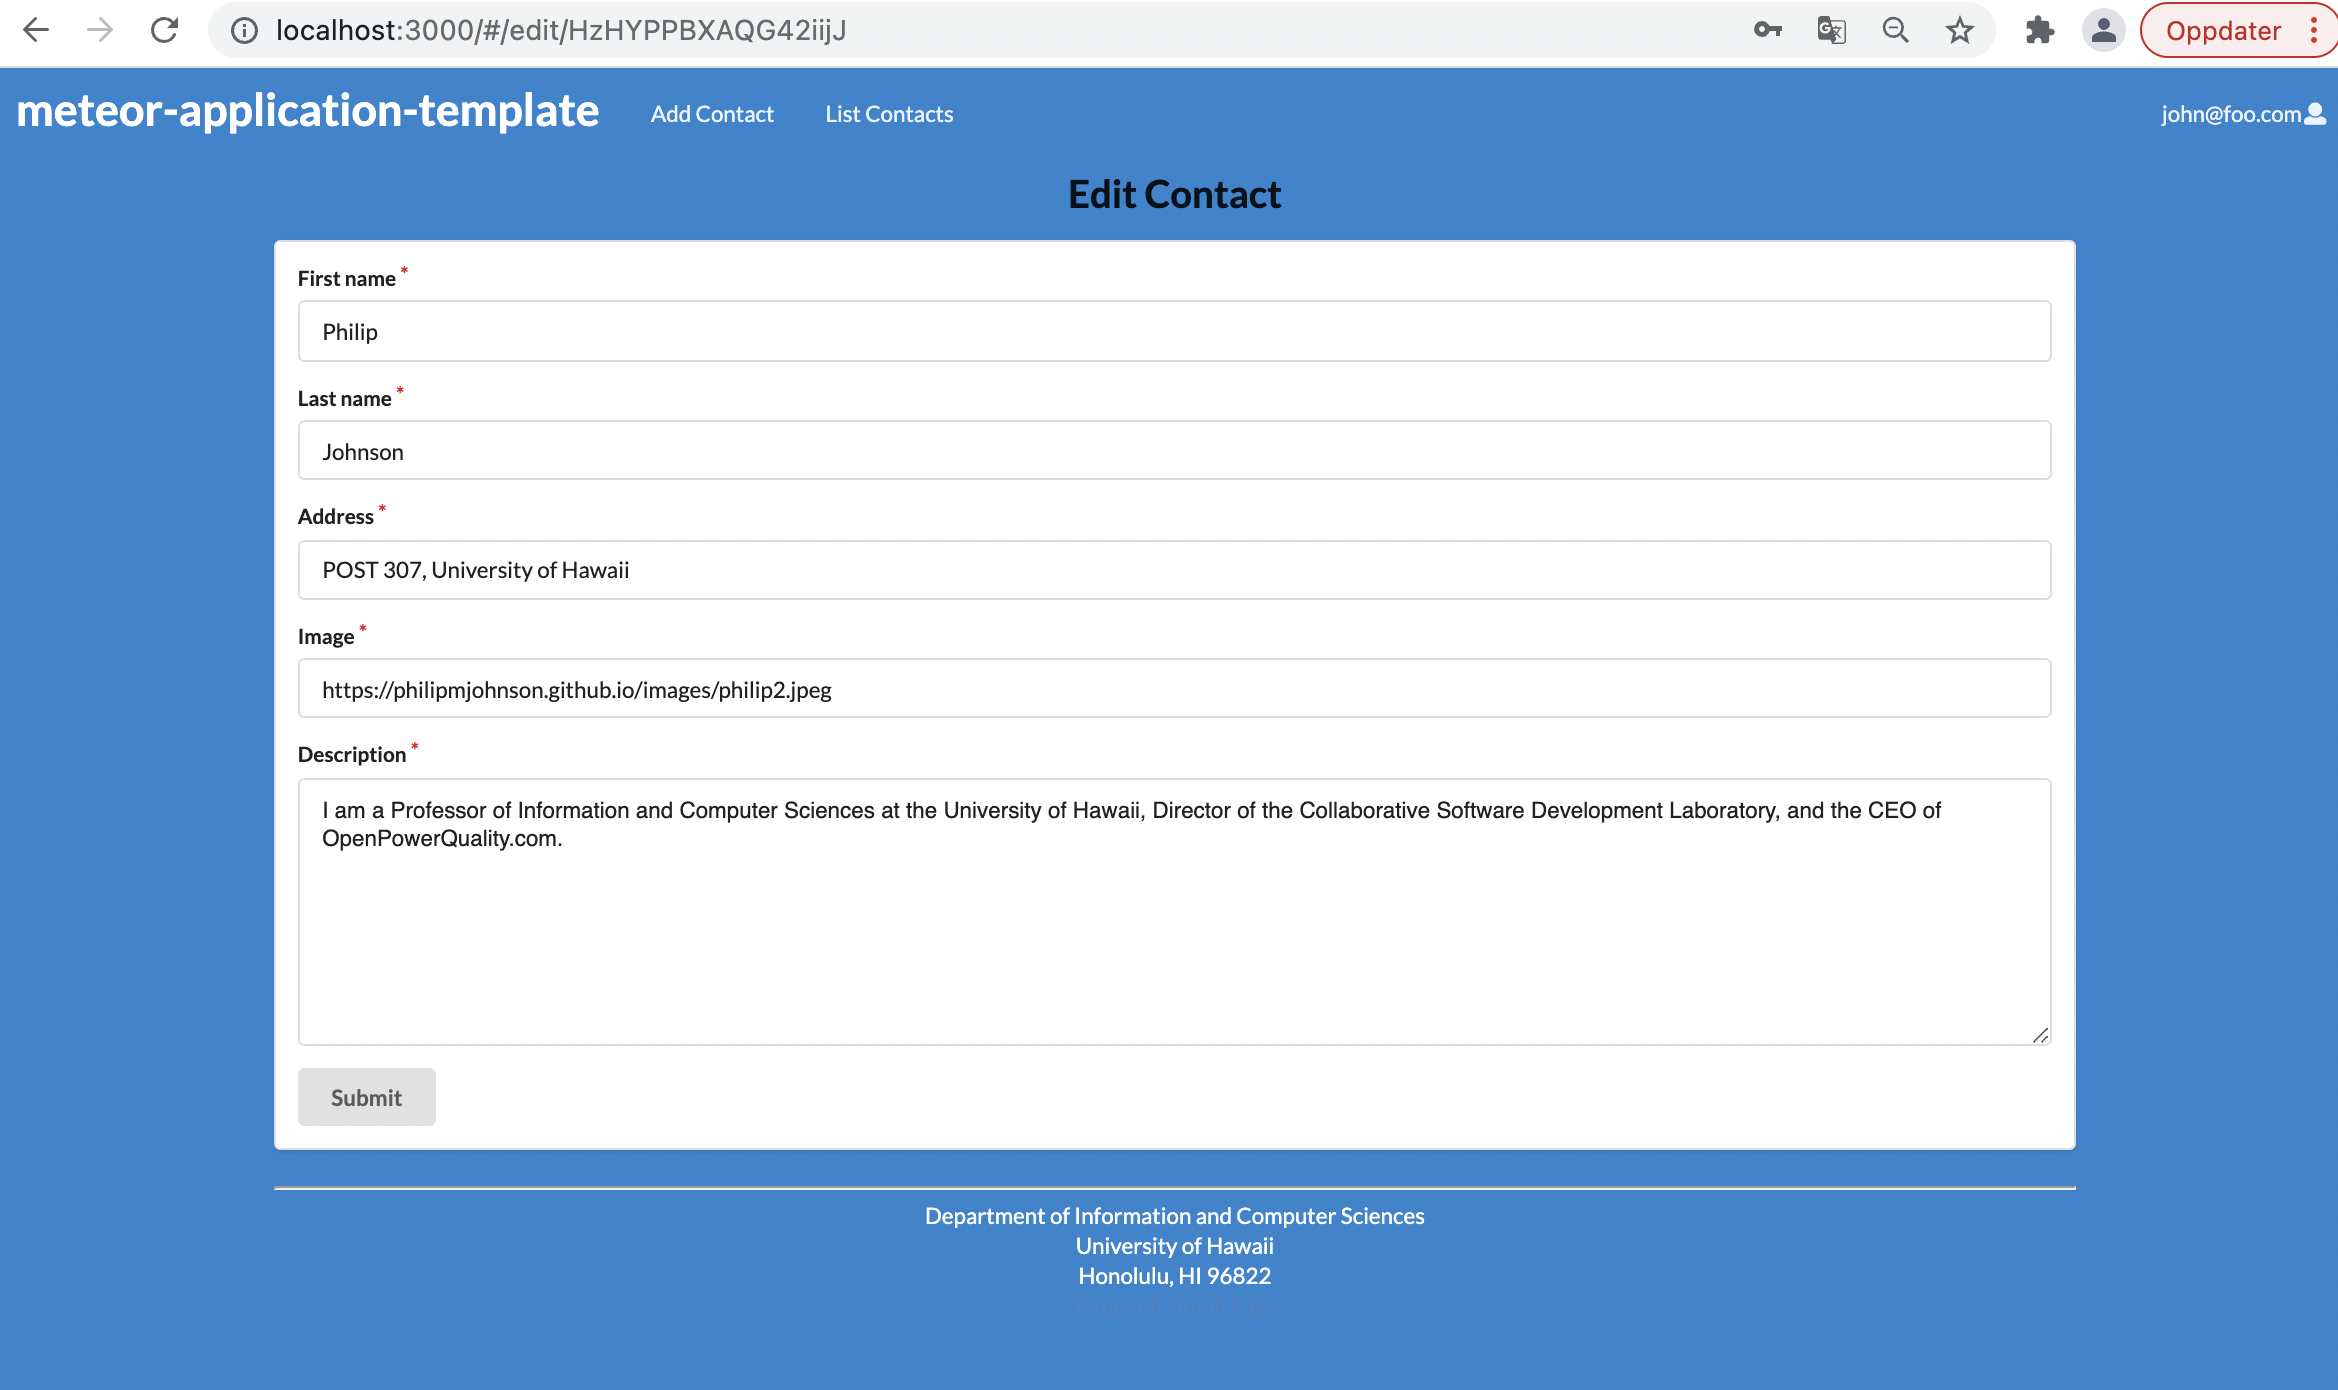 localhost:3000/#/edit/HzHYPPBXAQG42iijJ
Oppdater
meteor-application-template
Add Contact
List Contacts
john@foo.com
Edit Contact
First name *
Philip
Last name *
Johnson
Address *
POST 307, University of Hawaii
Image *
https://philipmjohnson.github.io/images/philip2.jpeg
Description *
I am a Professor of Information and Computer Sciences at the University of Hawaii, Director of the Collaborative Software Development Laboratory, and the CEO of
OpenPowerQuality.com.
Submit
Department of Information and Computer Sciences
University of Hawaii
Honolulu, HI 96822
Template Home Page